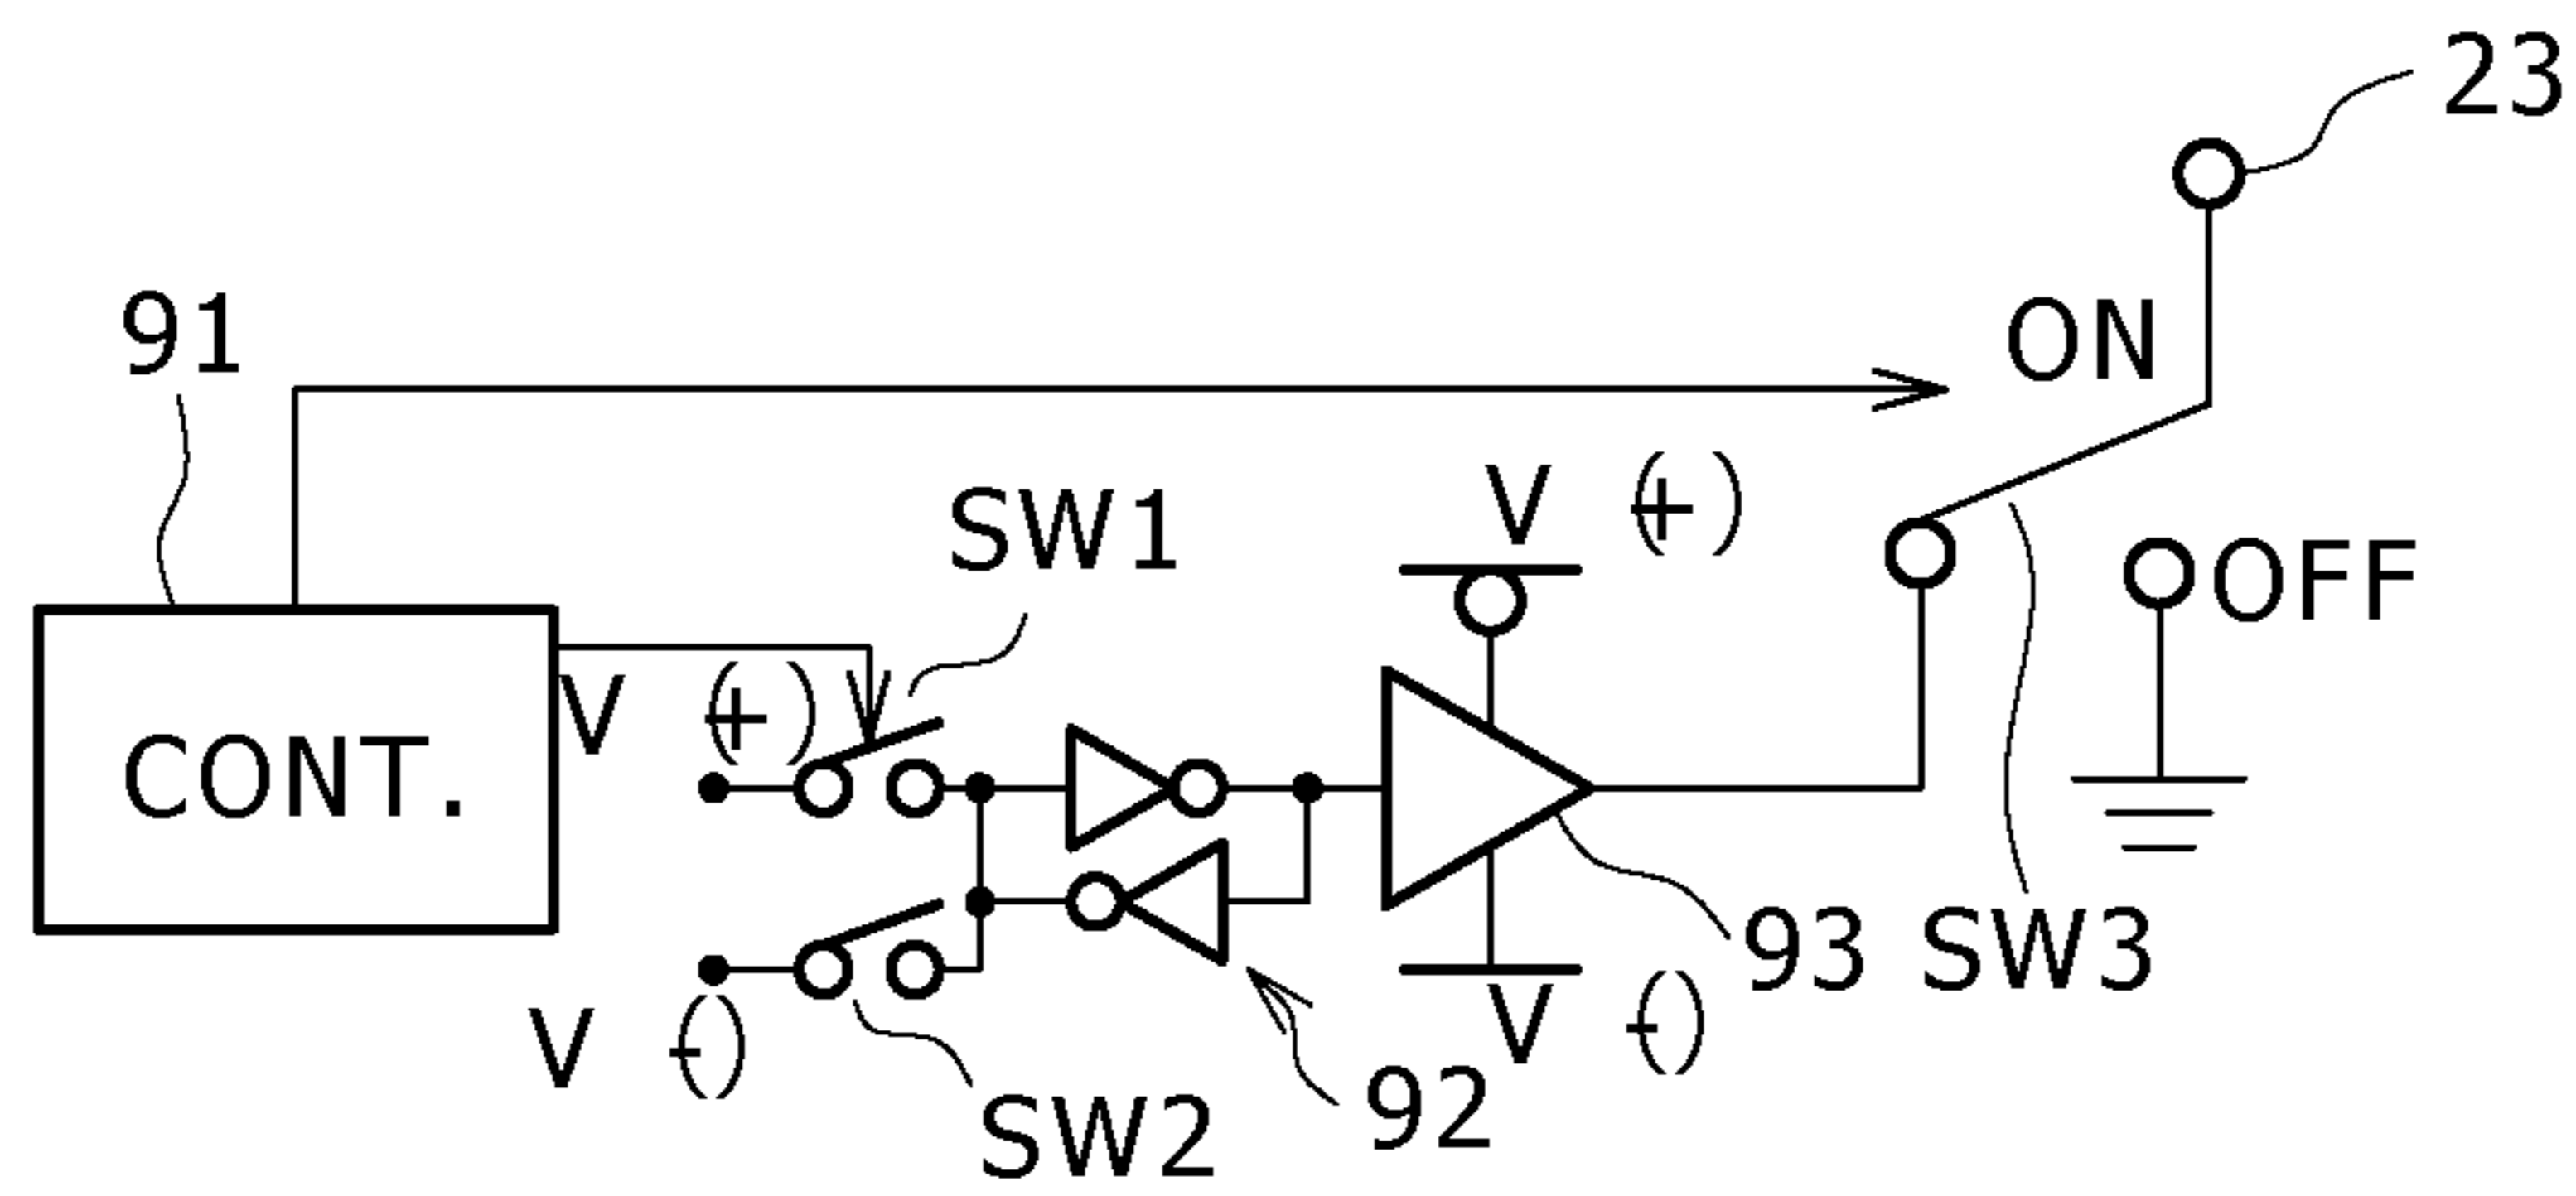 23
91
ON
SW1
V (+)
OFF
V (+)
CONT.
93
SW3
V (-)
V (-)
92
SW2